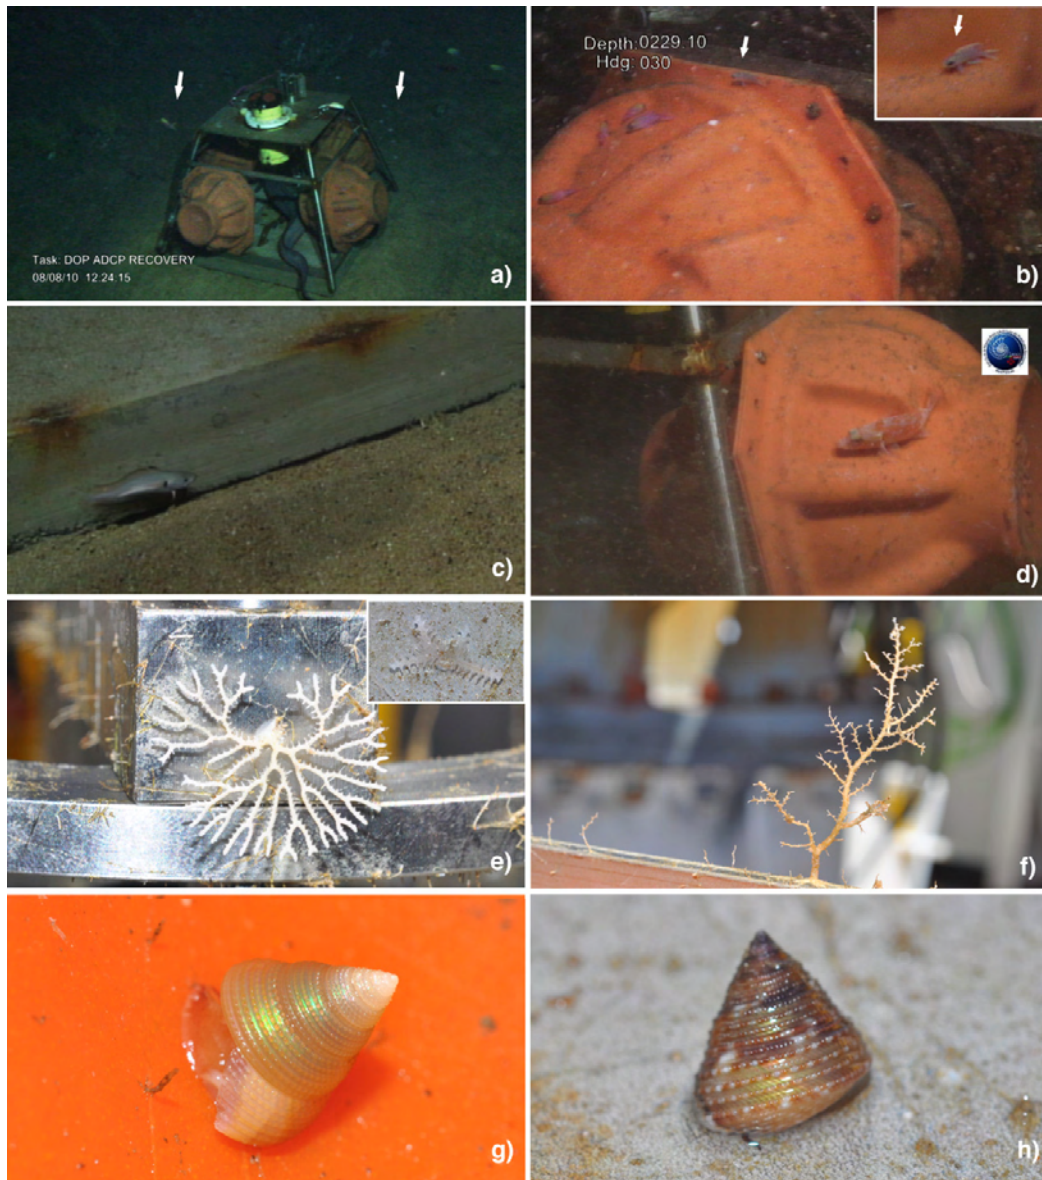 Task: DOP ADCP RECOVERY
08/08/10 12.24.15
a)
Depth:0229.10
Hdg: 030
b)
c)
d)
e)
f)
g)
h)